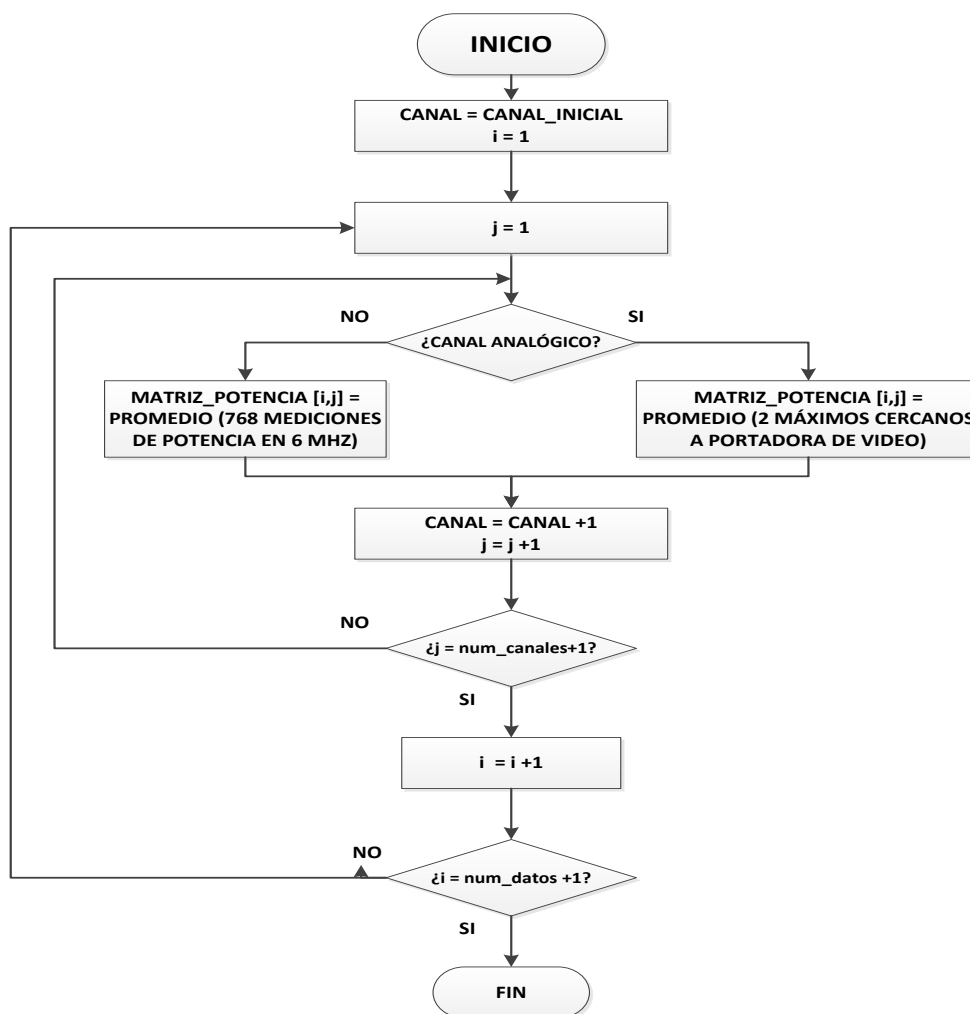 INICIO
CANAL = CANAL_INICIAL
i = 1
j = 1
NO
SI
¿CANAL ANALÓGICO?
MATRIZ_POTENCIA [i,j] =
PROMEDIO (768 MEDICIONES
DE POTENCIA EN 6 MHZ)
MATRIZ_POTENCIA [i,j] =
PROMEDIO (2 MÁXIMOS CERCANOS
A PORTADORA DE VIDEO)
CANAL = CANAL +1
j = j +1
NO
¿j = num_canales+1?
SI
i = i +1
NO
¿i = num_datos +1?
SI
FIN